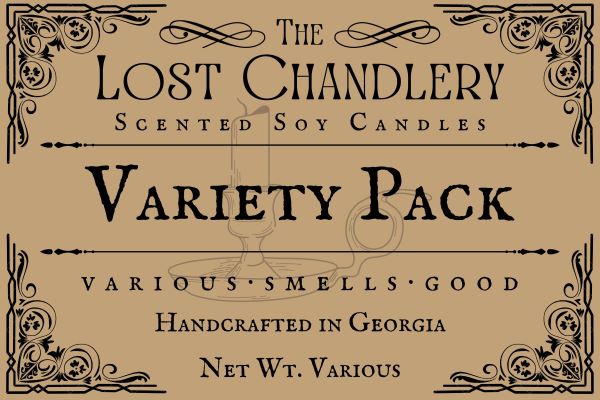 The
Lost Chandlery
Scented Soy Candles
Variety Pack
VARIOUS·SMELLS·GOOD
Handcrafted in Georgia
Net Wt. Various